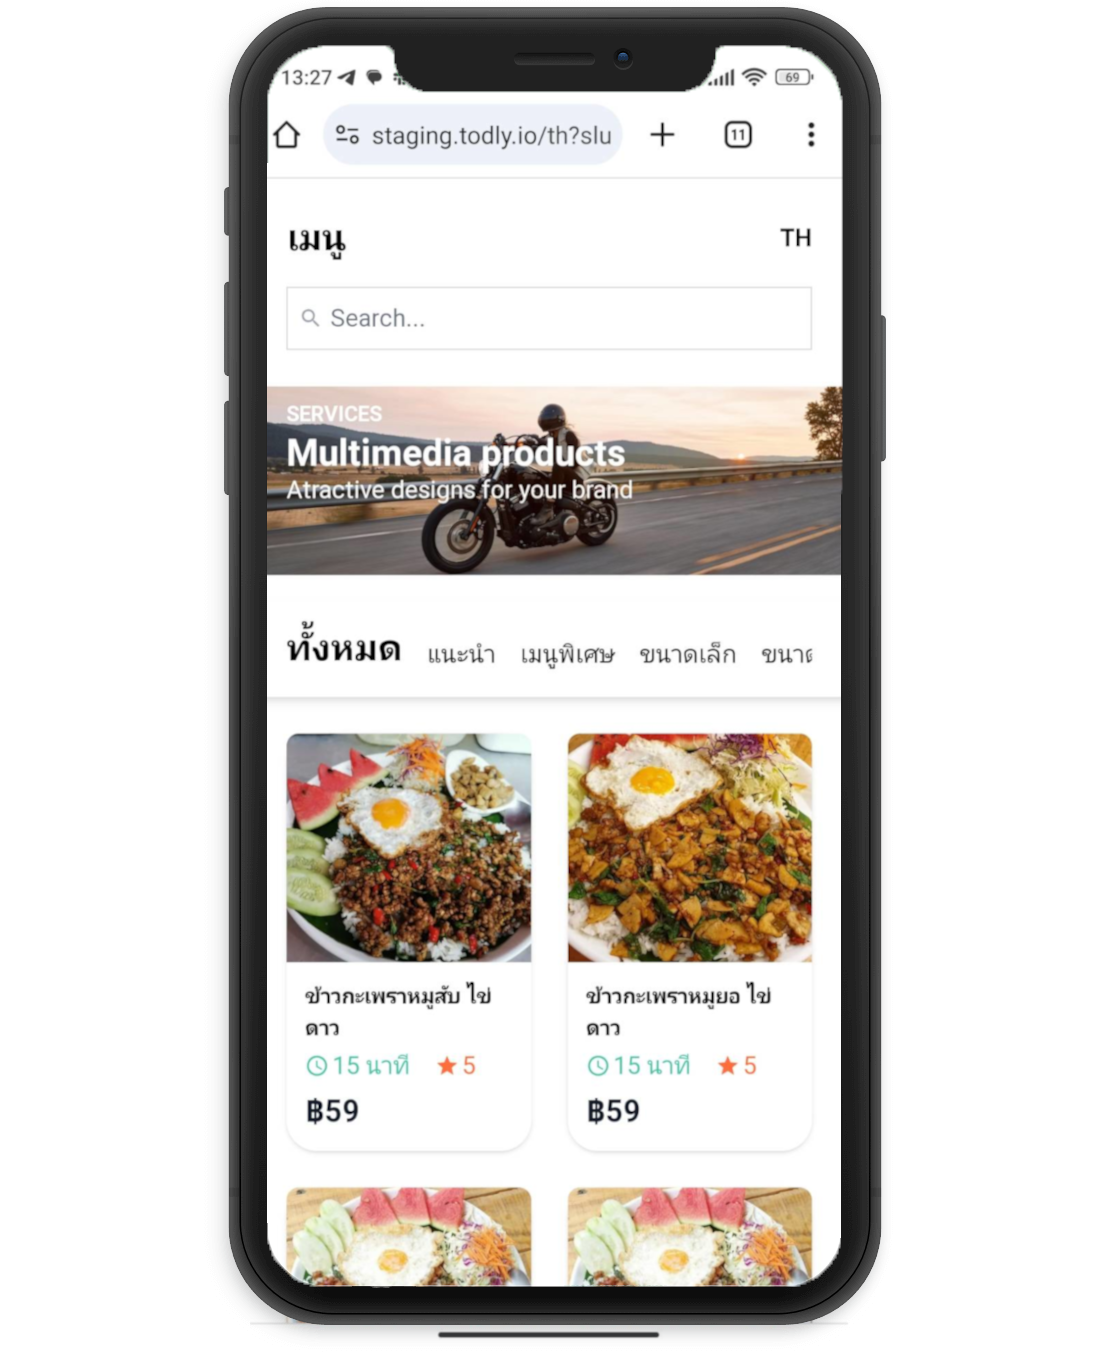 13:27
69
staging.todly.io/th?slu
11
เมนู
TH
Search...
SERVICES
Multimedia products
Atractive designs for your brand
ทั้งหมด แนะนำ เมนูพิเศษ ขนาดเล็ก ขนาด
ข้าวกะเพราหมูสับ ไข่
ดาว
15 นาที
5
฿59
ข้าวกะเพราหมูยอ ไข่
ดาว
15 นาที
5
฿59